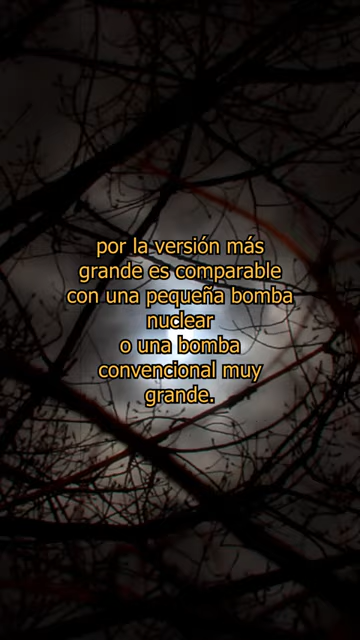 por la versión más
grande es comparable
con una pequeña bomba
nuclear
o una bomba
convencional muy
grande.